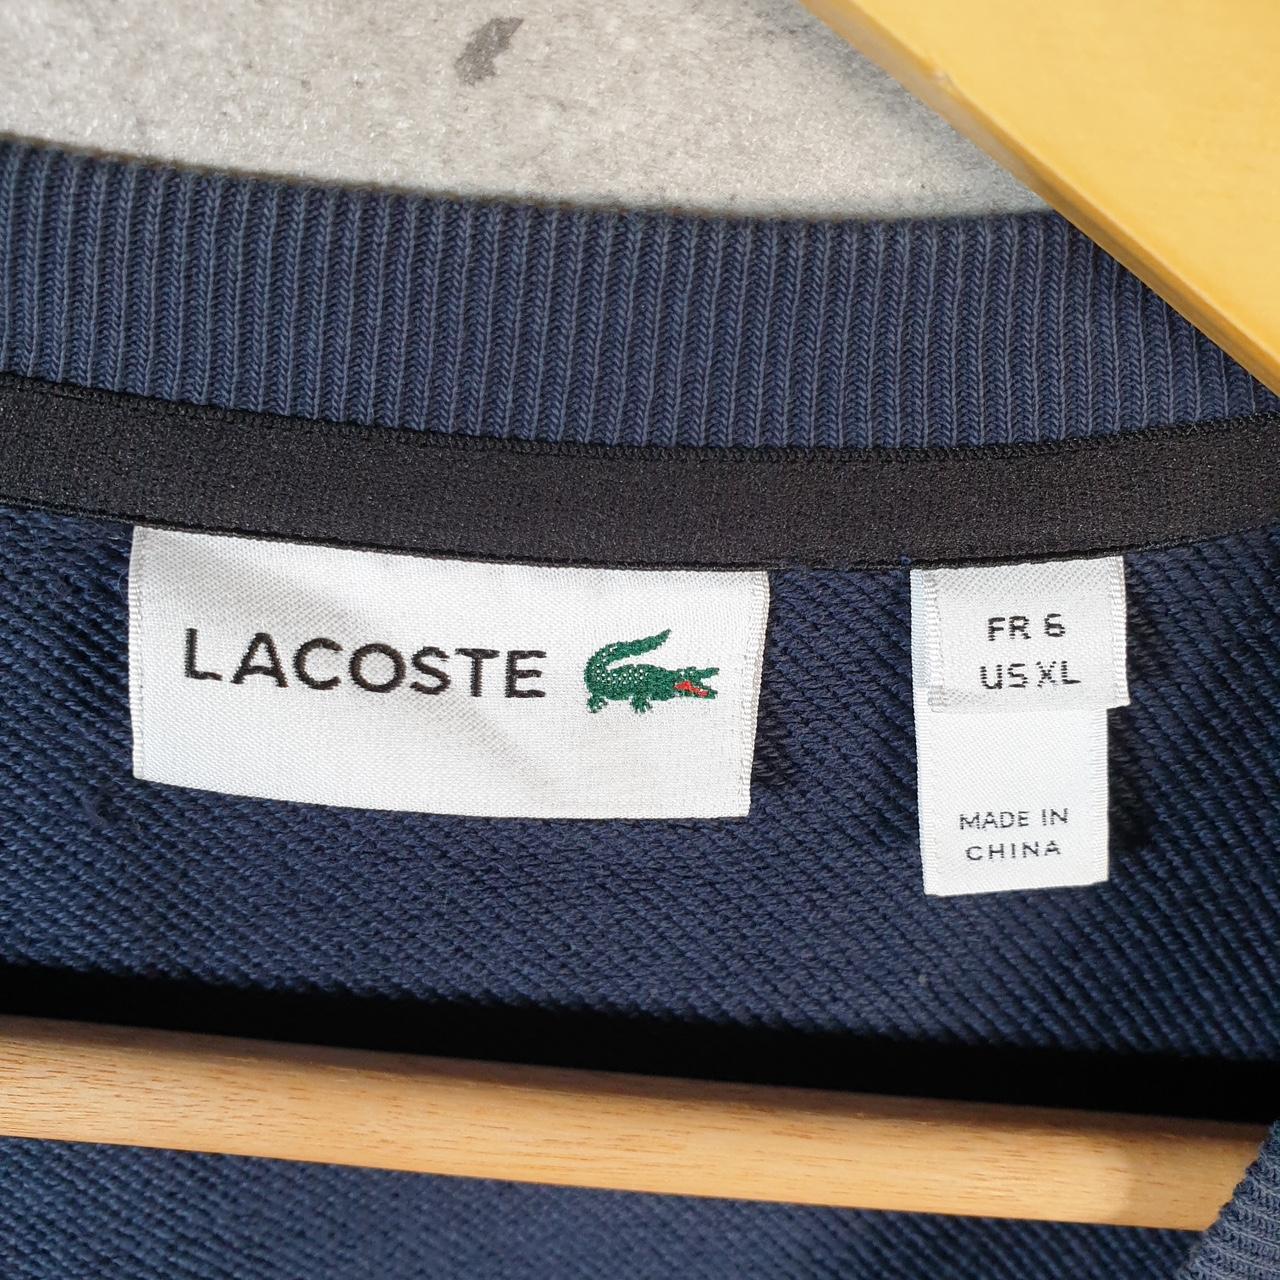 LACOSTE
FR 6
US XL
MADE IN
CHINA